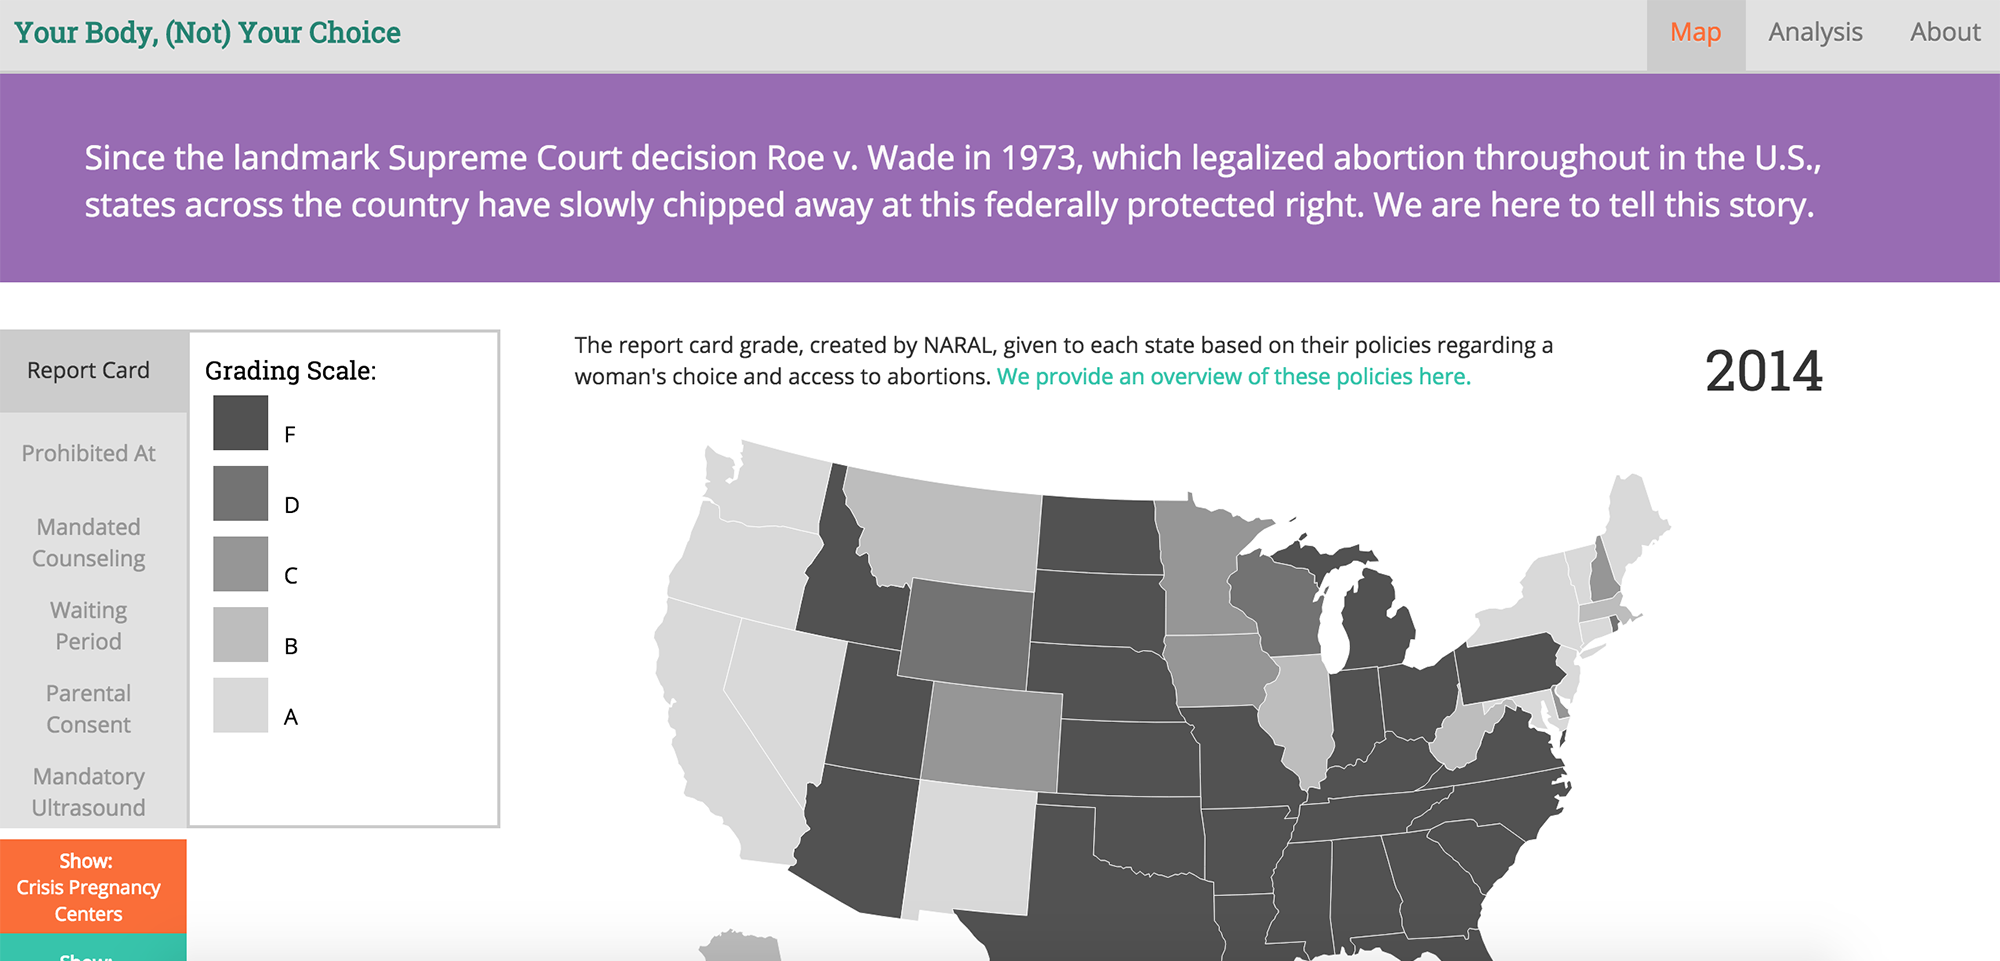 Your Body, (Not) Your Choice
Map
Analysis
About
Since the landmark Supreme Court decision Roe v. Wade in 1973, which legalized abortion throughout in the U.S.,
states across the country have slowly chipped away at this federally protected right. We are here to tell this story.
Report Card
Prohibited At
Mandated
Counseling
Waiting
Period
Parental
Consent
Mandatory
Ultrasound
Show:
Crisis Pregnancy
Centers
Show:
Grading Scale:
F
D
C
B
A
The report card grade, created by NARAL, given to each state based on their policies regarding a
woman's choice and access to abortions. We provide an overview of these policies here.
2014